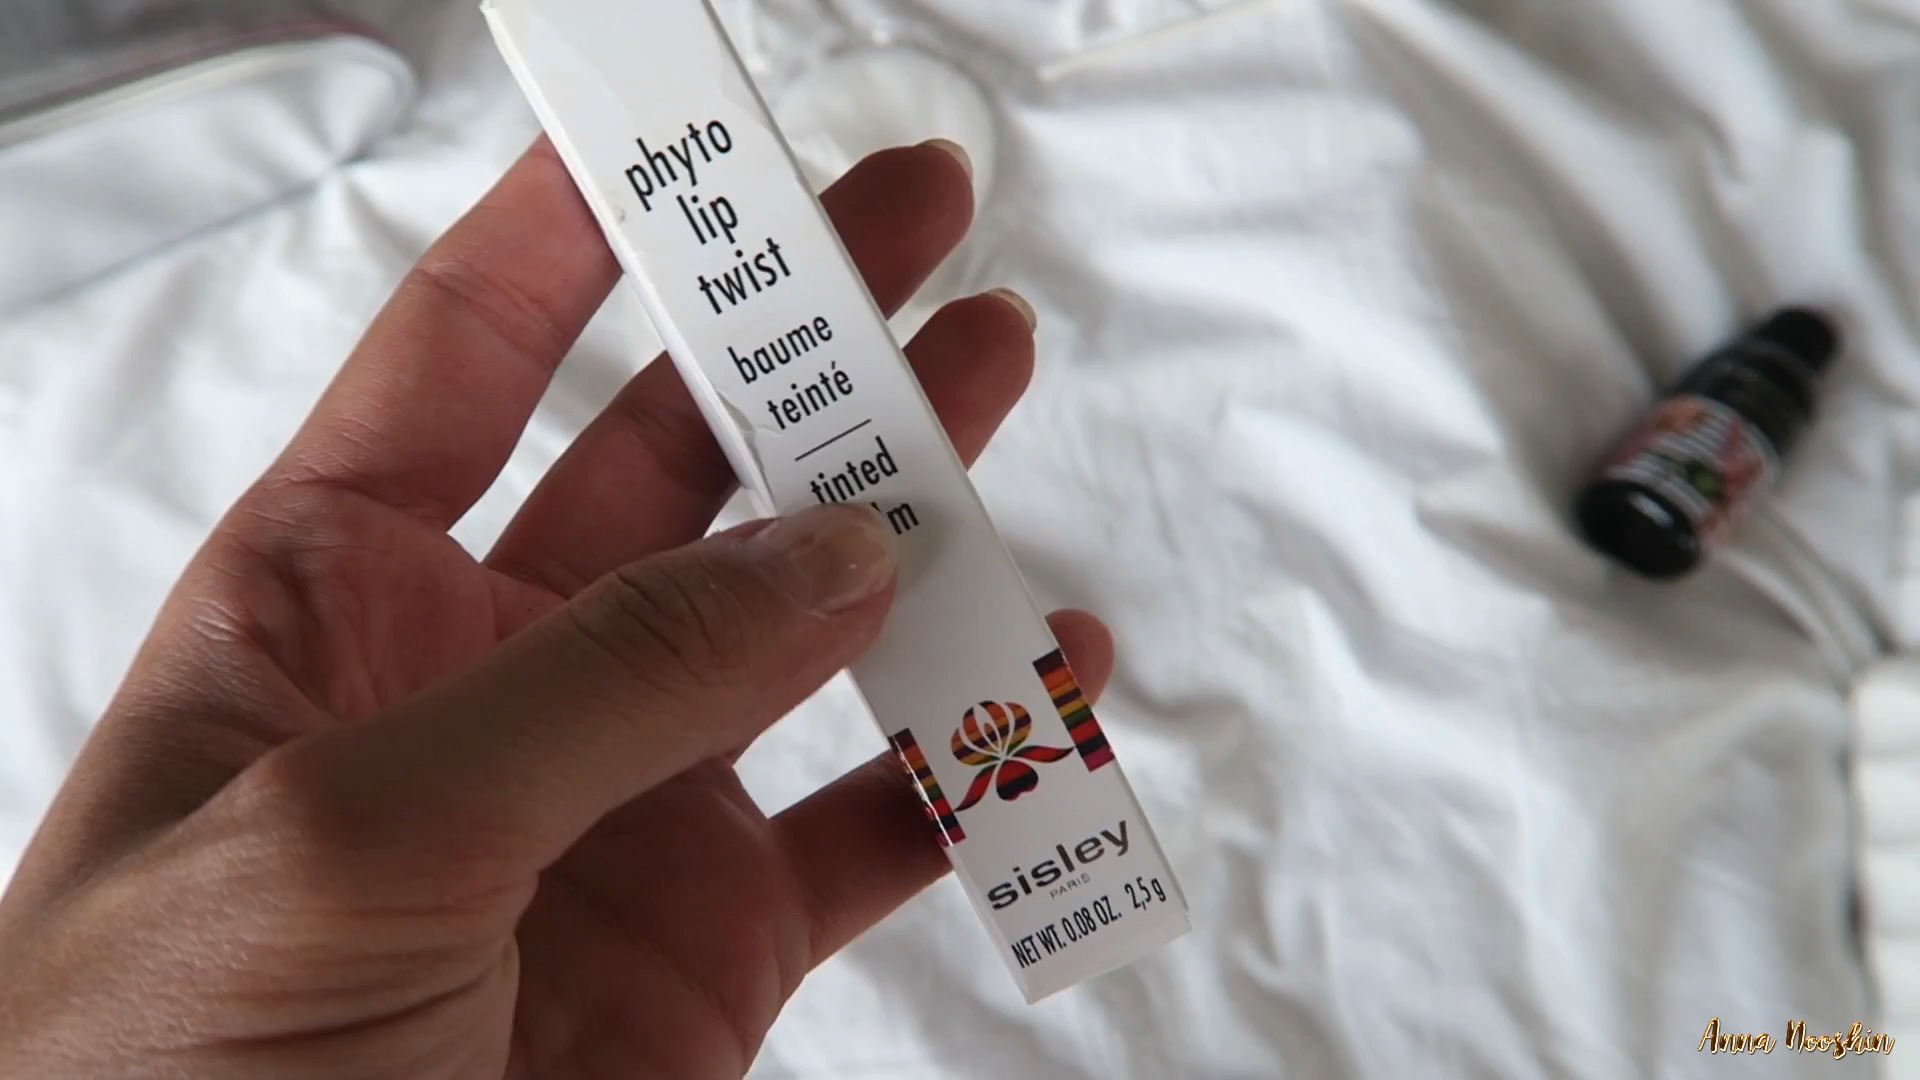 phyto
lip
twist
baume
teinté
tinted
sisley
PARIS
NET WT. 0.08 OZ. 2,5 g
Anna Nooshin